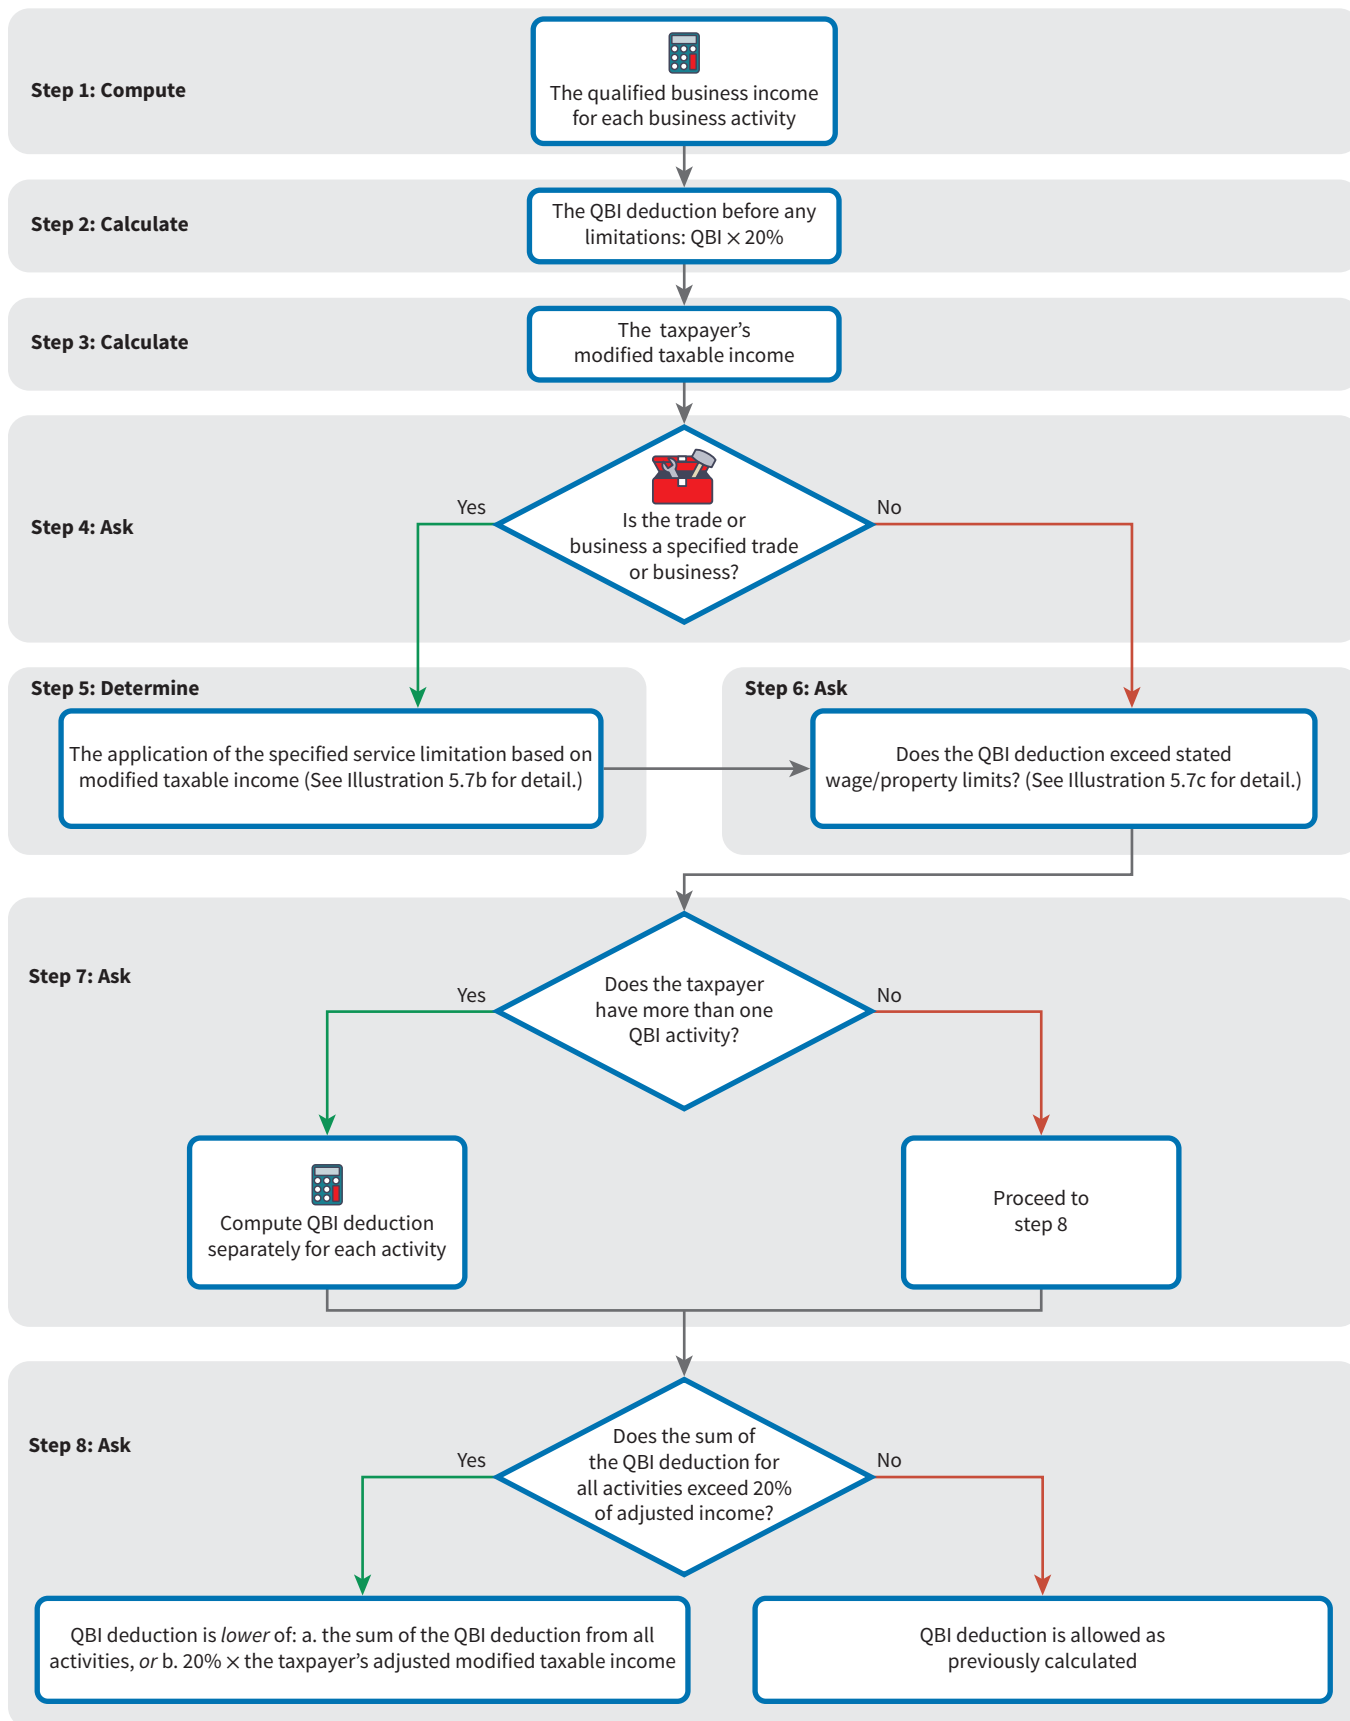 Step 1: Compute
The qualified business income
for each business activity
Step 2: Calculate
The QBI deduction before any
limitations: QBI × 20%
Step 3: Calculate
The taxpayer’s
modified taxable income
Step 4: Ask
Yes
No
Is the trade or
business a specified trade
or business?
Step 5: Determine
The application of the specified service limitation based on
modified taxable income (See Illustration 5.7b for detail.)
Step 6: Ask
Does the QBI deduction exceed stated
wage/property limits? (See Illustration 5.7c for detail.)
Step 7: Ask
Yes
No
Does the taxpayer
have more than one
QBI activity?
Compute QBI deduction
separately for each activity
Proceed to
step 8
Step 8: Ask
Yes
No
Does the sum of
the QBI deduction for
all activities exceed 20%
of adjusted income?
QBI deduction is lower of: a. the sum of the QBI deduction from all
activities, or b. 20% × the taxpayer’s adjusted modified taxable income
QBI deduction is allowed as
previously calculated